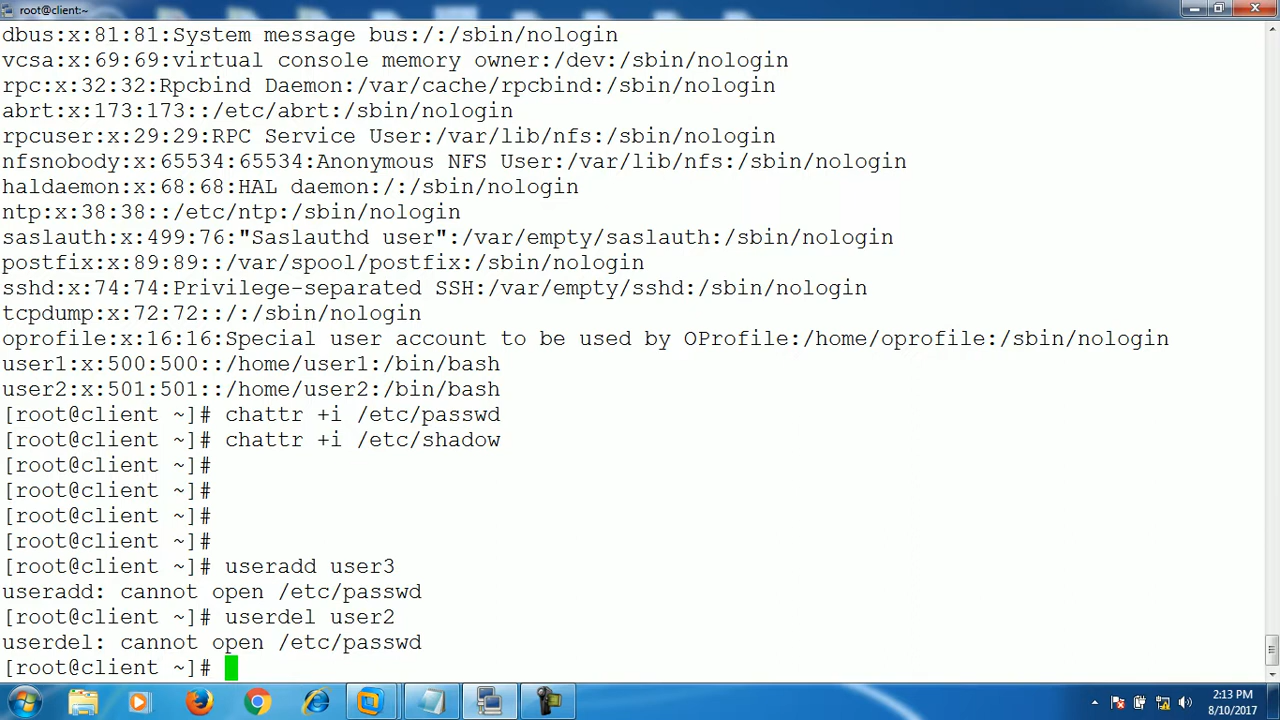 root@client:~
dbus:x:81:81:System message bus:/:/sbin/nologin
vcsa:x:69:69:virtual console memory owner:/dev:/sbin/nologin
rpc:x:32:32:Rpcbind Daemon:/var/cache/rpcbind:/sbin/nologin
abrt:x:173:173::/etc/abrt:/sbin/nologin
rpcuser:x:29:29:RPC Service User:/var/lib/nfs:/sbin/nologin
nfsnobody:x:65534:65534:Anonymous NFS User:/var/lib/nfs:/sbin/nologin
haldaemon:x:68:68:HAL daemon:/:/sbin/nologin
ntp:x:38:38::/etc/ntp:/sbin/nologin
saslauth:x:499:76:"Saslauthd user":/var/empty/saslauth:/sbin/nologin
postfix:x:89:89::/var/spool/postfix:/sbin/nologin
sshd:x:74:74:Privilege-separated SSH:/var/empty/sshd:/sbin/nologin
tcpdump:x:72:72::/:/sbin/nologin
oprofile:x:16:16:Special user account to be used by OProfile:/home/oprofile:/sbin/nologin
user1:x:500:500::/home/user1:/bin/bash
user2:x:501:501::/home/user2:/bin/bash
[root@client ~]# chattr +i /etc/passwd
[root@client ~]# chattr +i /etc/shadow
[root@client ~]#
[root@client ~]#
[root@client ~]#
[root@client ~]#
[root@client ~]# useradd user3
useradd: cannot open /etc/passwd
[root@client ~]# userdel user2
userdel: cannot open /etc/passwd
[root@client ~]#
2:13 PM
8/10/2017